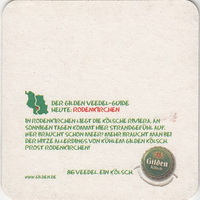 DER GILDEN VEEDEL-GUIDE
HEUTE: RODENKIRCHEN
IN RODENKIRCHEN LIEGT DIE KÖLSCHE RIVIERA. AN
SONNIGEN TAGEN KOMMT HIER STRANDGEFÜHL AUF.
WER BRAUCHT SCHON MEER? MEHR BRAUCHT MAN BEI
DER HITZE ALLERDINGS VON KÜHLEM GILDEN KÖLSCH.
PROST RODENKIRCHEN!
86 VEEDEL. EIN KÖLSCH.
WWW.GILDEN.DE
Gilden
KÖLSCH